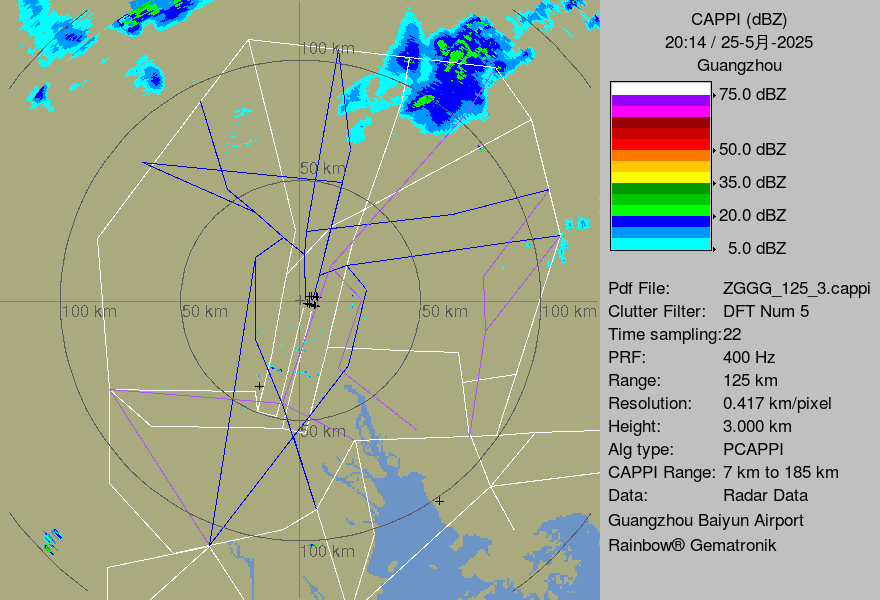 CAPPI (dBZ)
20:14 / 25-5月-2025
Guangzhou
75.0 dBZ
50.0 dBZ
35.0 dBZ
20.0 dBZ
5.0 dBZ
Pdf File: ZGGG_125_3.cappi
Clutter Filter: DFT Num 5
Time sampling:22
PRF: 400 Hz
Range: 125 km
Resolution: 0.417 km/pixel
Height: 3.000 km
Alg type: PCAPPI
CAPPI Range: 7 km to 185 km
Data: Radar Data
Guangzhou Baiyun Airport
Rainbow® Gematronik
100 km
50 km
100 km
50 km
50 km
100 km
50 km
100 km